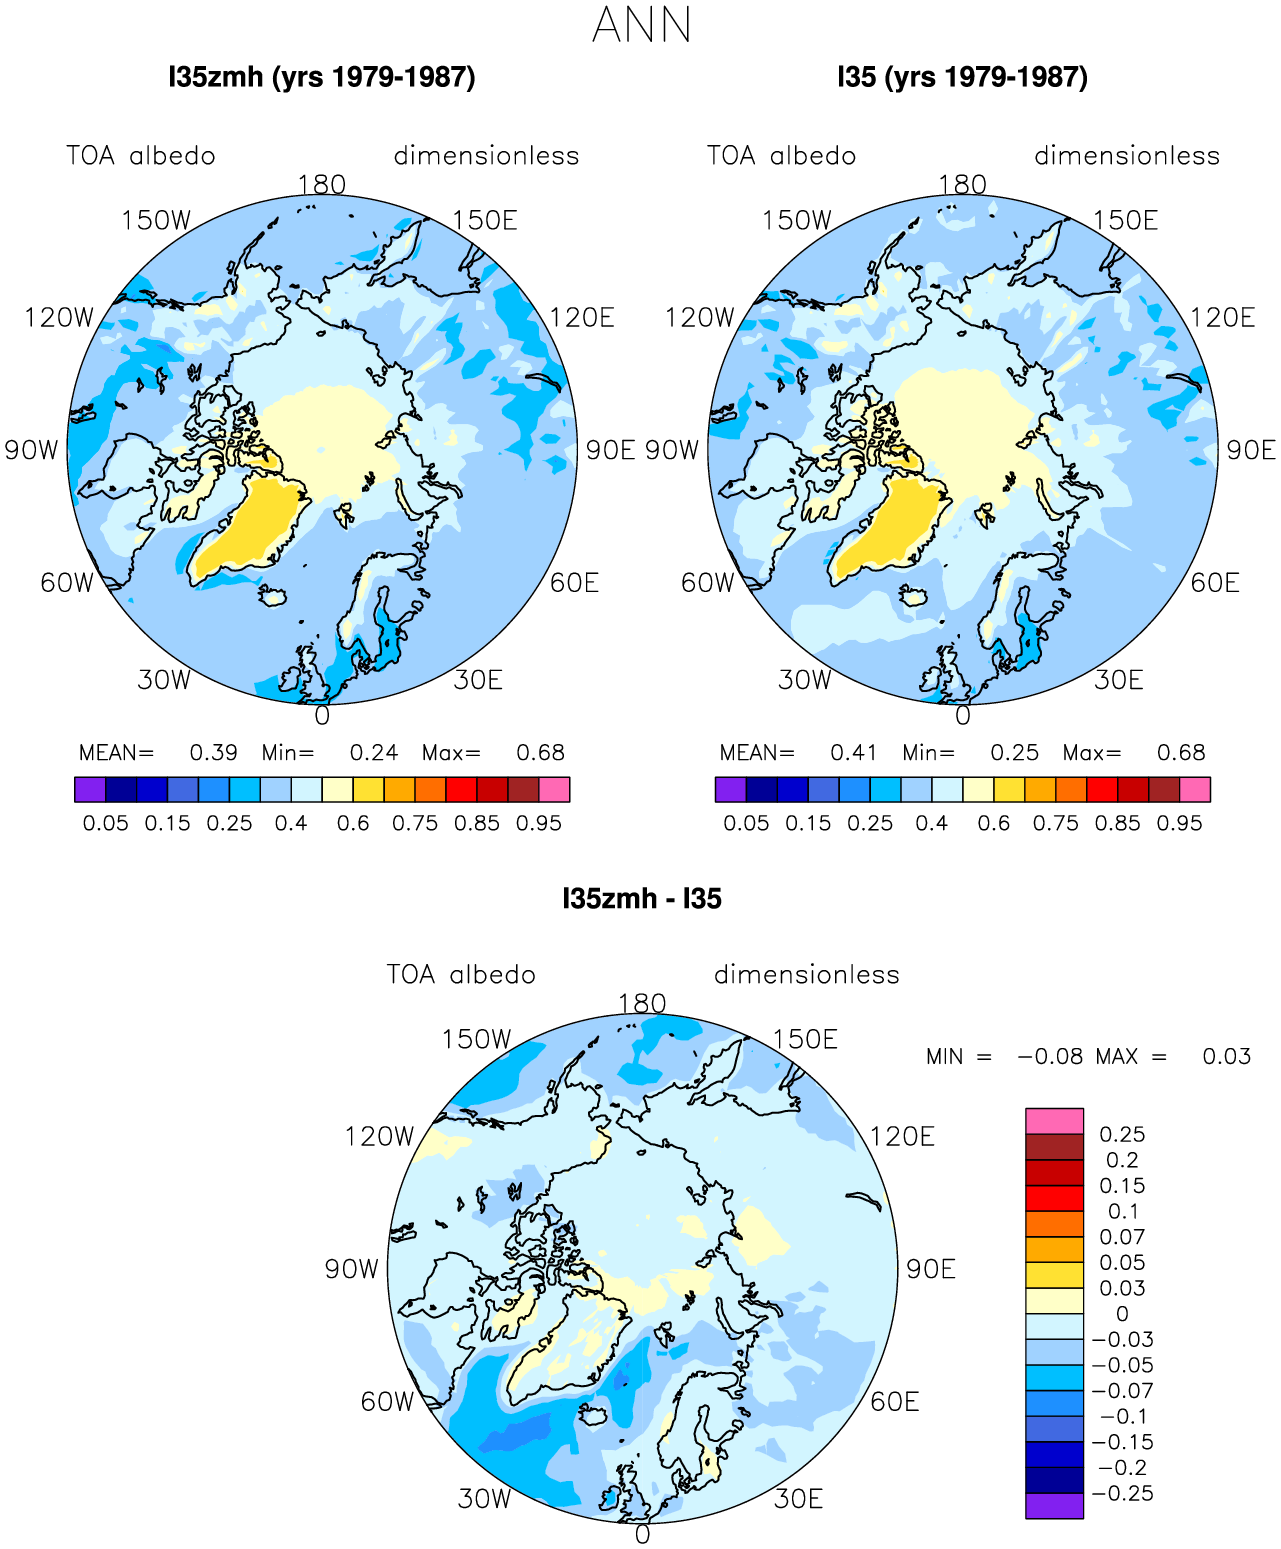 ANN
I35zmh (yrs 1979-1987)
I35 (yrs 1979-1987)
TOA albedo dimensionless
TOA albedo dimensionless
180
180
150W 150E
150W 150E
120W 120E
120W 120E
90W 90E
90W 90E
60W 60E
60W 60E
30W 30E
30W 30E
0
0
MEAN= 0.39 Min= 0.24 Max= 0.68
MEAN= 0.41 Min= 0.25 Max= 0.68
0.05 0.15 0.25 0.4 0.6 0.75 0.85 0.95
0.05 0.15 0.25 0.4 0.6 0.75 0.85 0.95
I35zmh - I35
TOA albedo dimensionless
180
150W 150E
MIN = −0.08 MAX = 0.03
120W 120E
90W 90E
60W 60E
30W 30E
0
0.25
0.2
0.15
0.1
0.07
0.05
0.03
0
−0.03
−0.05
−0.07
−0.1
−0.15
−0.2
−0.25